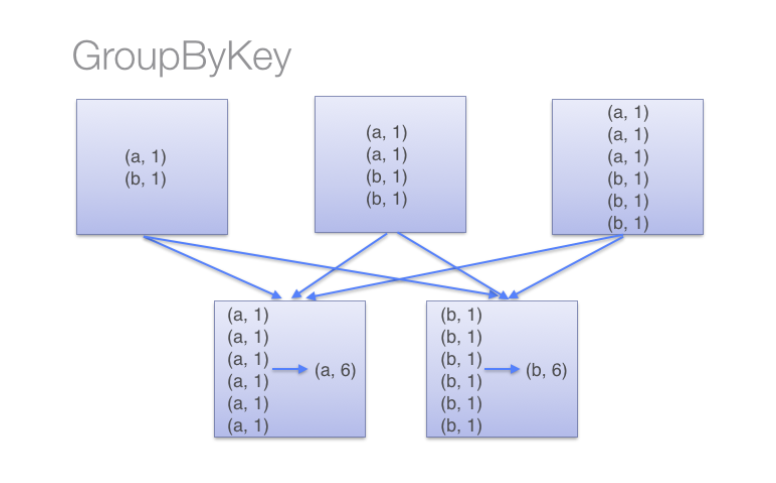 GroupByKey
(a, 1)
(b, 1)
(a, 1)
(a, 1)
(b, 1)
(b, 1)
(a, 1)
(a, 1)
(a, 1)
(b, 1)
(b, 1)
(b, 1)
(a, 1)
(a, 1)
(a, 1)
(a, 1)
(a, 1)
(a, 1)
(a, 6)
(b, 1)
(b, 1)
(b, 1)
(b, 1)
(b, 1)
(b, 1)
(b, 6)